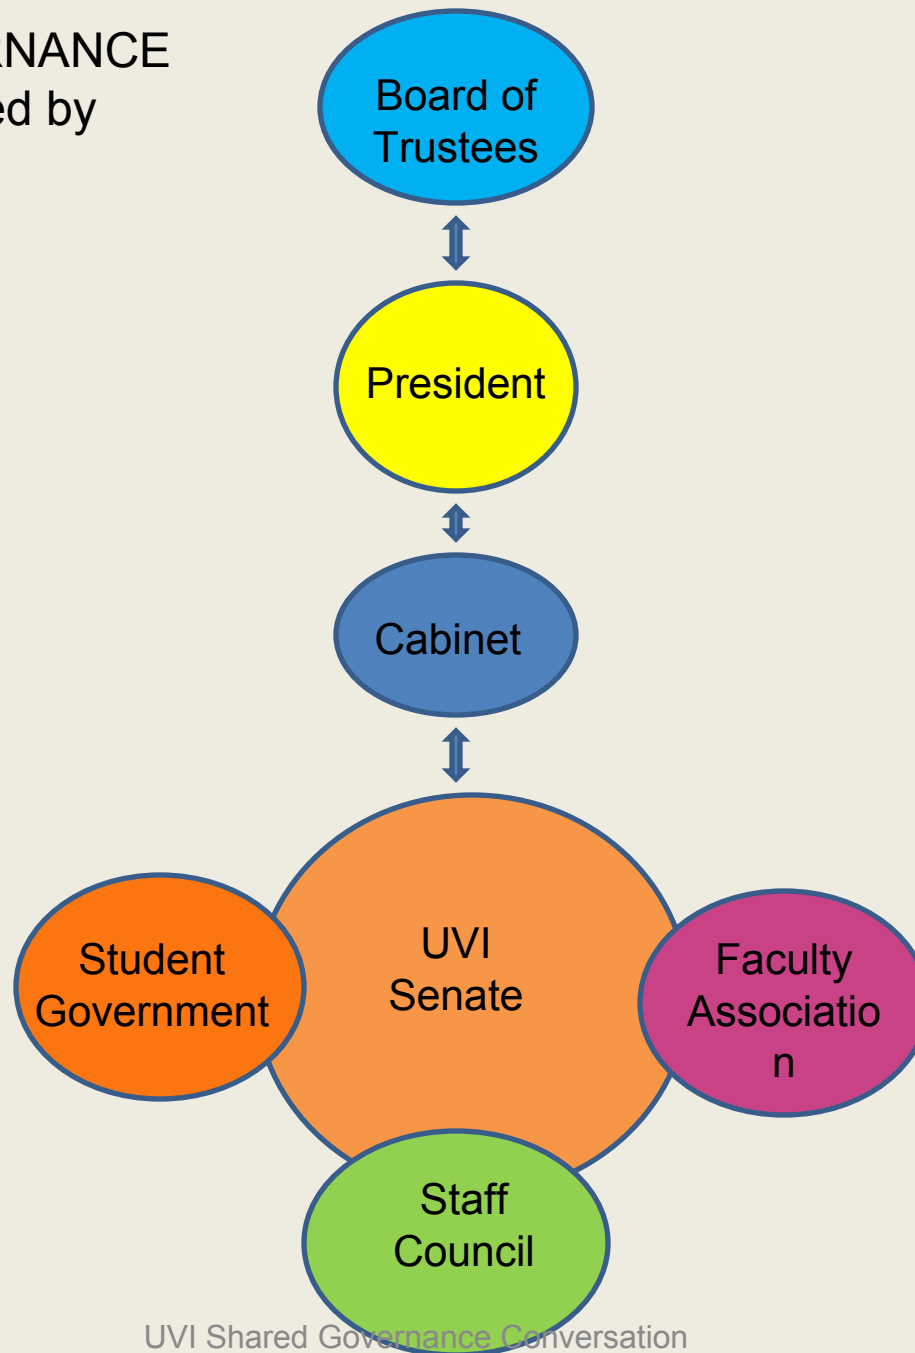 RNANCE
ed by
Board of
Trustees
President
Cabinet
UVI
Senate
Student
Government
Faculty
Associatio
n
Staff
Council
UVI Shared Governance Conversation